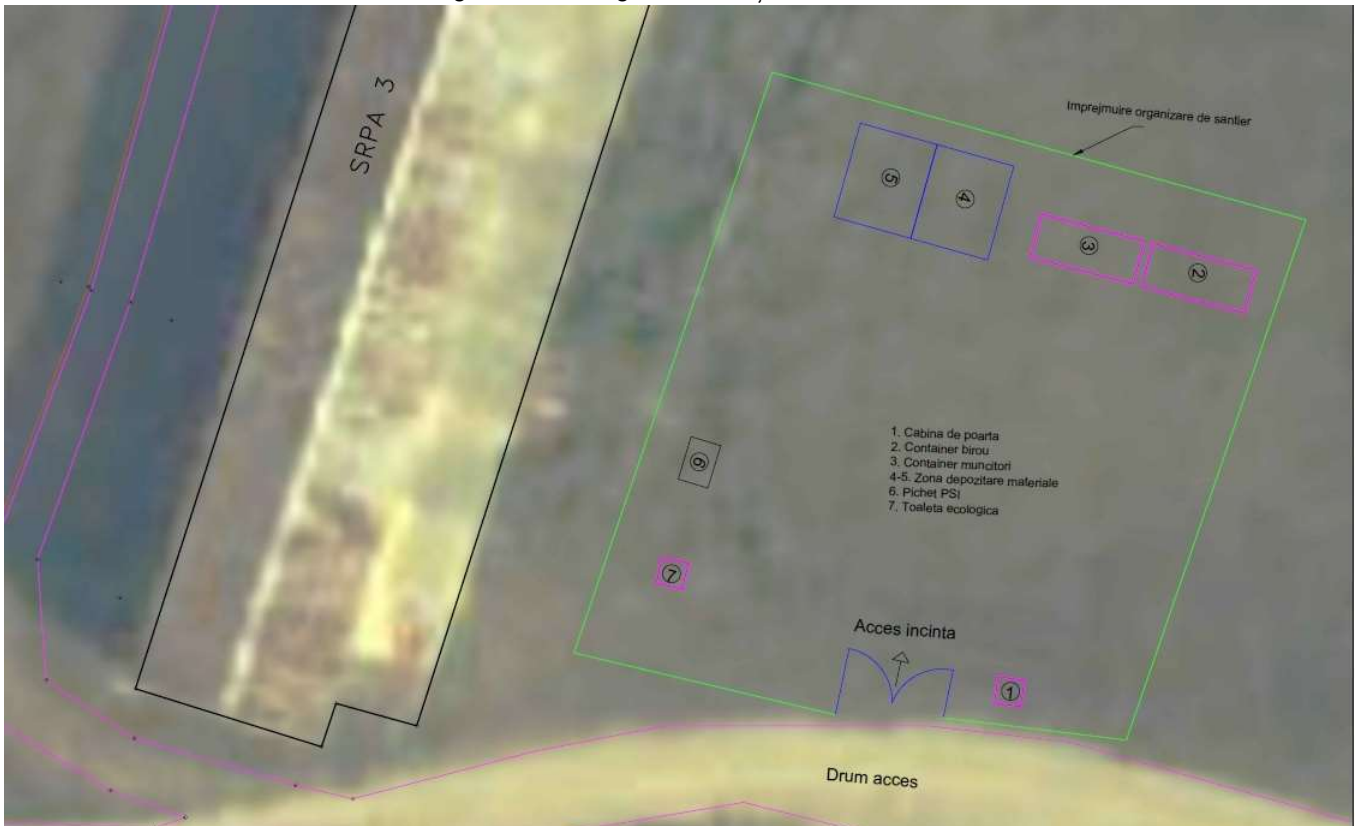 SRPA 3
Imprejmuire organizare de santier
5
4
3
2
1. Cabina de poarta
2. Container birou
3. Container muncitori
4-5. Zona depozitare materiale
6. Pichet PSI
7. Toaleta ecologica
6
7
Acces incinta
1
Drum acces